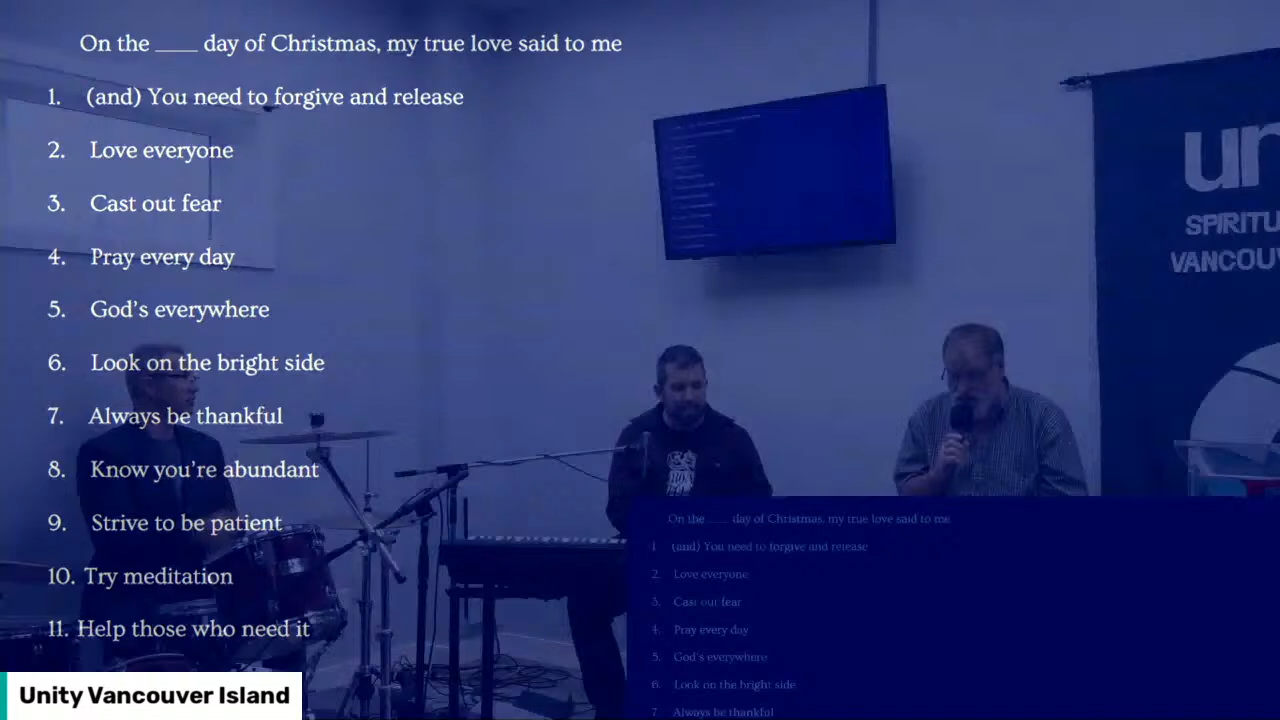 On the ____ day of Christmas, my true love said to me
1. (and) You need to forgive and release
2. Love everyone
3. Cast out fear
4. Pray every day
5. God's everywhere
6. Look on the bright side
7. Always be thankful
8. Know you're abundant
9. Strive to be patient
10. Try meditation
11. Help those who need it
Unity Vancouver Island
un
SPIRITU
VANCOUV
On the ____ day of Christmas, my true love said to me
1 (and) You need to forgive and release
2. Love everyone
3. Cast out fear
4. Pray every day
5. God's everywhere
6. Look on the bright side
7 Always be thankful